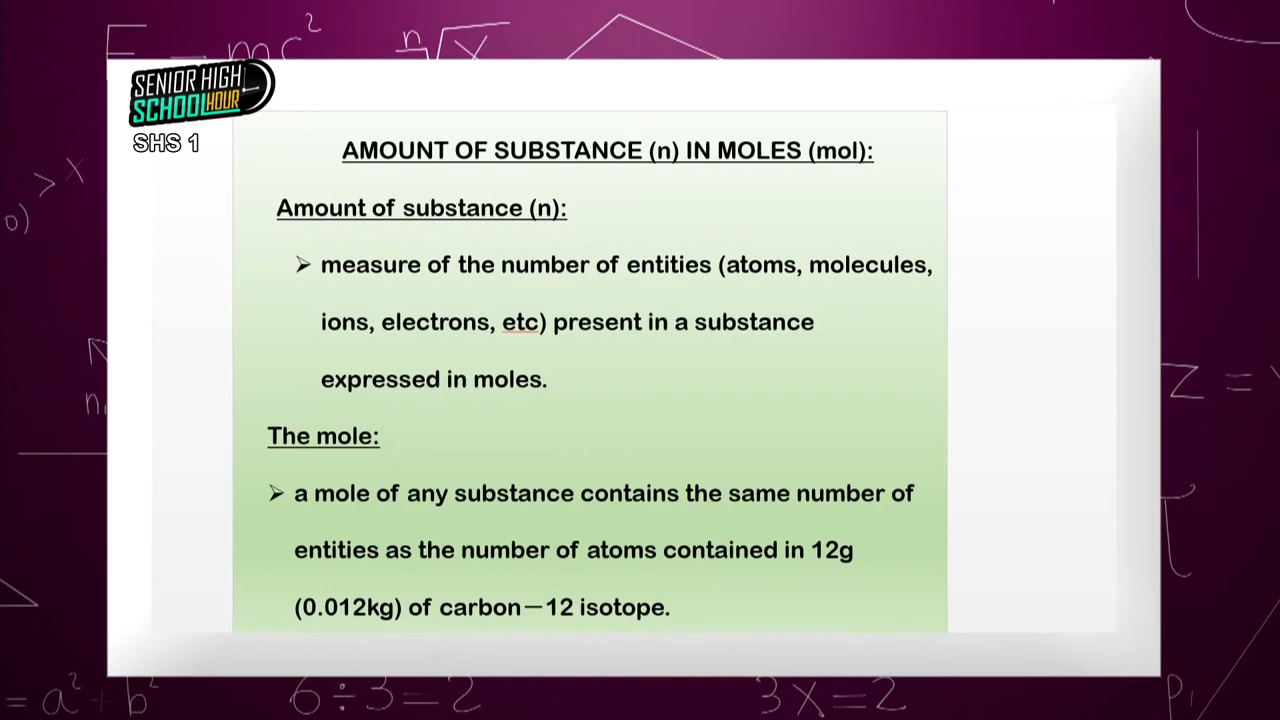 E = mc²
n√x
SENIOR HIGH
SCHOOL HOUR
SHS 1
AMOUNT OF SUBSTANCE (n) IN MOLES (mol):
Amount of substance (n):
➢ measure of the number of entities (atoms, molecules,
ions, electrons, etc) present in a substance
expressed in moles.
The mole:
➢ a mole of any substance contains the same number of
entities as the number of atoms contained in 12g
(0.012kg) of carbon—12 isotope.
> x
z =
= a² + b²
6÷3=2
3x=2